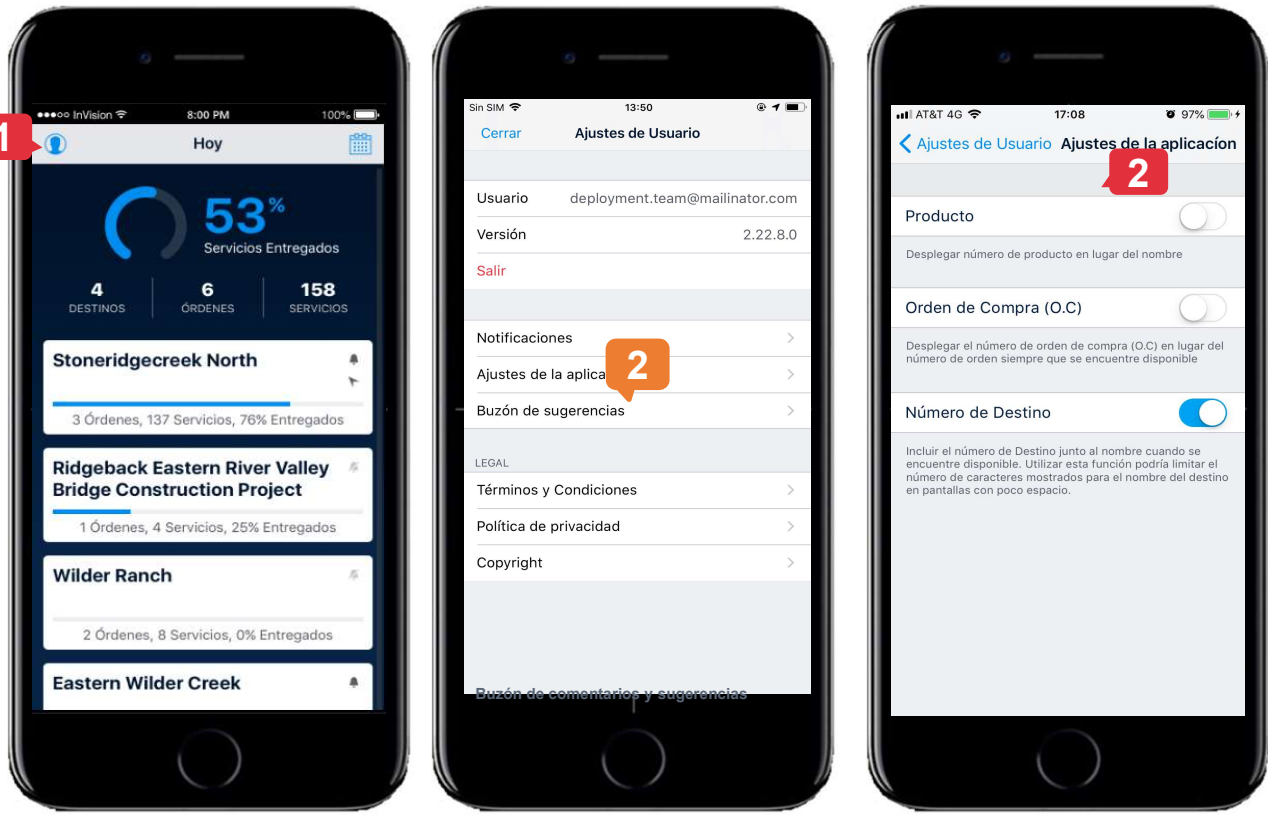 1
InVision
8:00 PM
100%
Hoy
53%
Servicios Entregados
4
6
158
DESTINOS
ÓRDENES
SERVICIOS
Stoneridgecreek North
3 Órdenes, 137 Servicios, 76% Entregados
Ridgeback Eastern River Valley
Bridge Construction Project
1 Órdenes, 4 Servicios, 25% Entregados
Wilder Ranch
2 Órdenes, 8 Servicios, 0% Entregados
Eastern Wilder Creek
Sin SIM
13:50
Cerrar
Ajustes de Usuario
Usuario
deployment.team@mailinator.com
Versión
2.22.8.0
Salir
Notificaciones
2
Ajustes de la aplica
Buzón de sugerencias
LEGAL
Términos y Condiciones
Política de privacidad
Copyright
Buzón de comentarios y sugerencias
AT&T 4G
17:08
97%
Ajustes de Usuario
Ajustes de la aplicacíon
2
Producto
Desplegar número de producto en lugar del nombre
Orden de Compra (O.C)
Desplegar el número de orden de compra (O.C) en lugar del
número de orden siempre que se encuentre disponible
Número de Destino
Incluir el número de Destino junto al nombre cuando se
encuentre disponible. Utilizar esta función podría limitar el
número de caracteres mostrados para el nombre del destino
en pantallas con poco espacio.